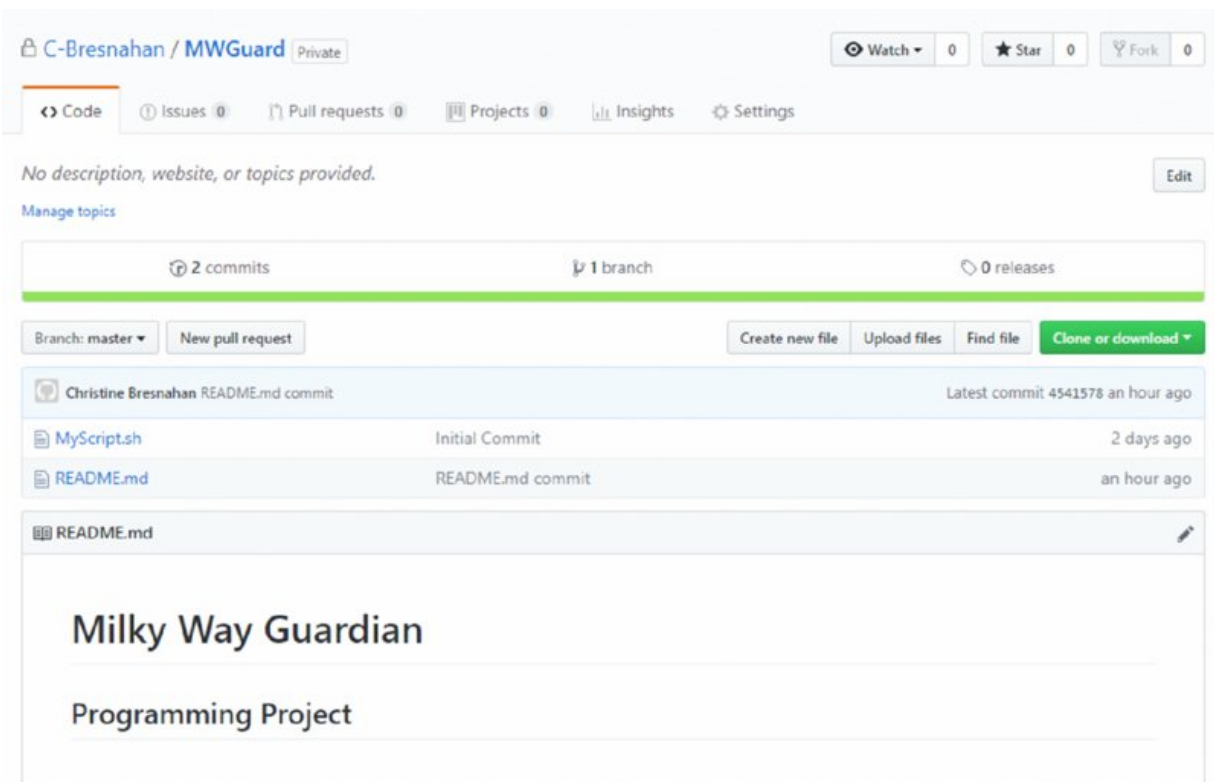 C-Bresnahan / MWGuard Private Watch 0 Star 0 Fork 0
Code Issues 0 Pull requests 0 Projects 0 Insights Settings
No description, website, or topics provided. Edit
Manage topics
2 commits 1 branch 0 releases
Branch: master New pull request Create new file Upload files Find file Clone or download
Christine Bresnahan README.md commit Latest commit 4541578 an hour ago
MyScript.sh Initial Commit 2 days ago
README.md README.md commit an hour ago
README.md
Milky Way Guardian
Programming Project